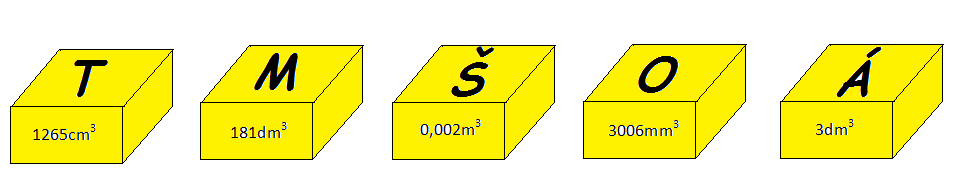 T M Š O Á
1265cm³ 181dm³ 0,002m³ 3006mm³ 3dm³